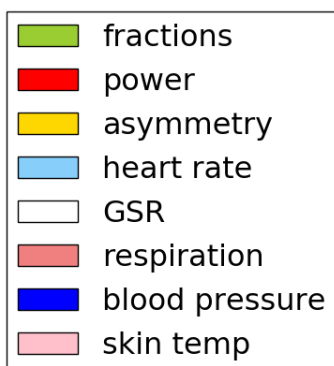 fractions
power
asymmetry
heart rate
GSR
respiration
blood pressure
skin temp